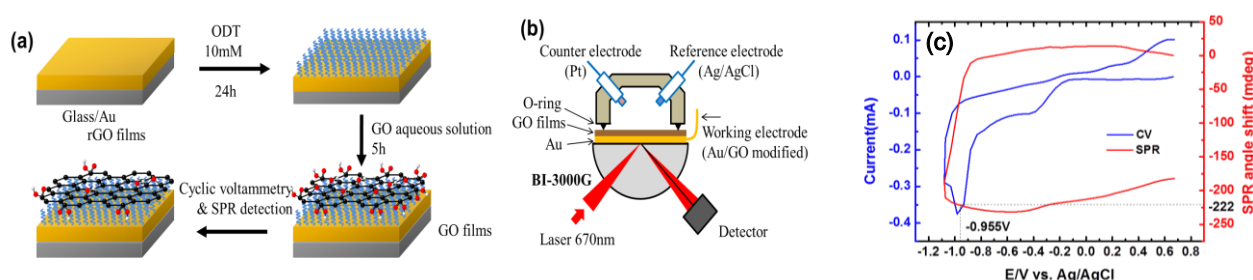 (a)
ODT
10mM
24h
Glass/Au
rGO films
GO aqueous solution
5h
Cyclic voltammetry
& SPR detection
GO films
(b)
Counter electrode
(Pt)
Reference electrode
(Ag/AgCl)
O-ring
GO films
Au
Working electrode
(Au/GO modified)
BI-3000G
Laser 670nm
Detector
(c)
Current(mA)
0.1
0.0
-0.1
-0.2
-0.3
-0.4
CV
SPR
-0.955V
-1.2 -1.0 -0.8 -0.6 -0.4 -0.2 0.0 0.2 0.4 0.6 0.8
E/V vs. Ag/AgCl
50
0
-50
-100
-150
-200
-222
-250
SPR angle shift (mdeg)